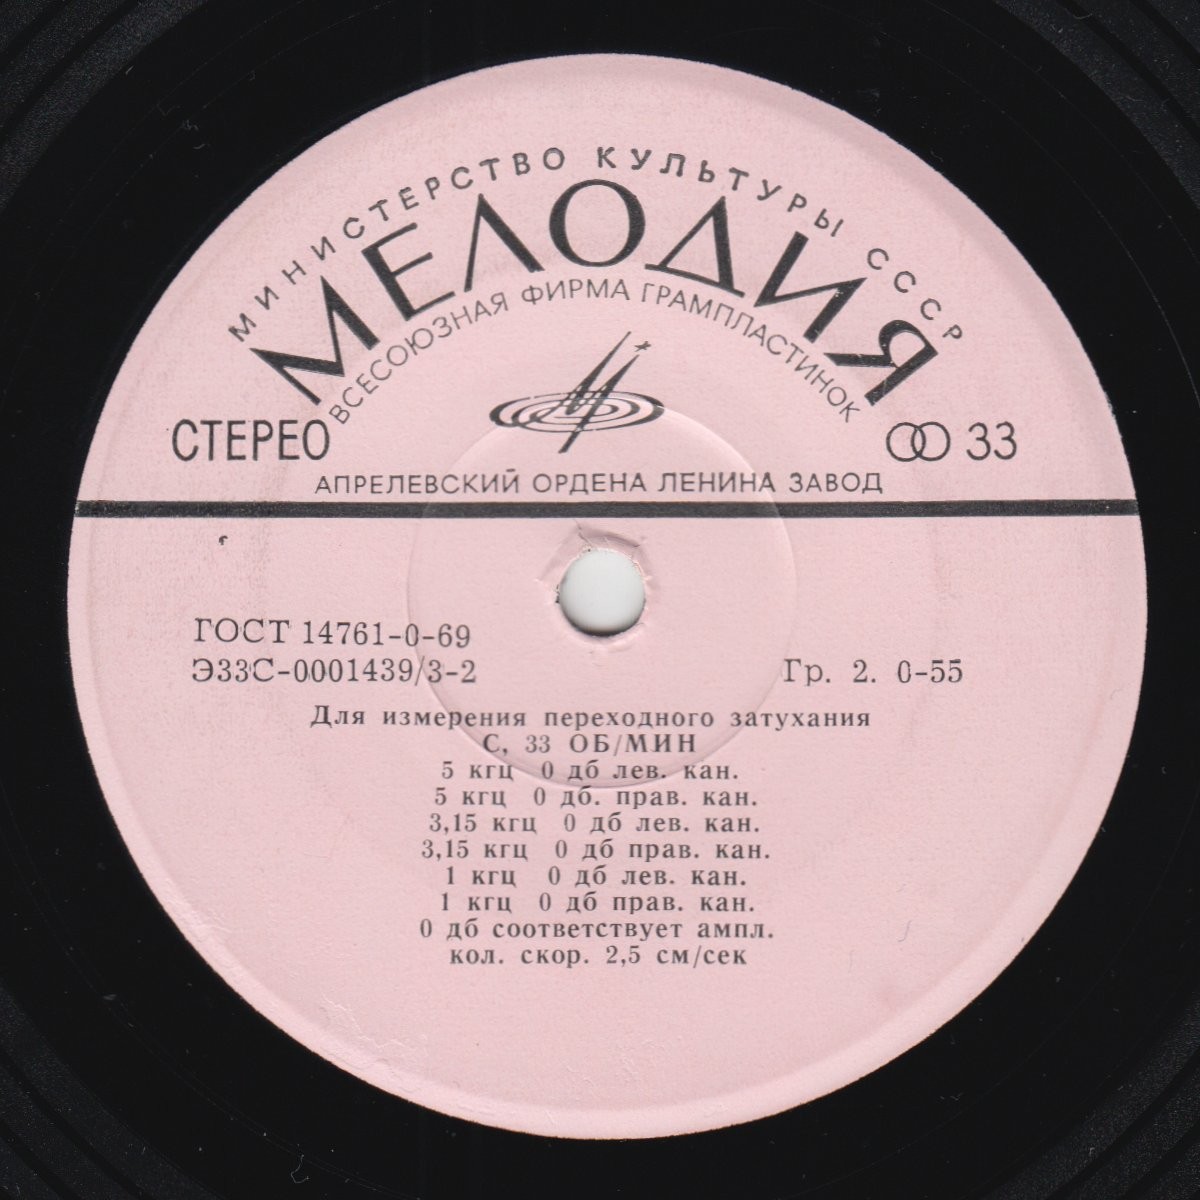 МИНИСТЕРСТВО КУЛЬТУРЫ СССР
МЕЛОДИЯ
ВСЕСОЮЗНАЯ ФИРМА ГРАМПЛАСТИНОК
СТЕРЕО
33
АПРЕЛЕВСКИЙ ОРДЕНА ЛЕНИНА ЗАВОД
ГОСТ 14761-0-69
Э33С-0001439/3-2
Гр. 2. 0-55
Для измерения переходного затухания
С, 33 ОБ/МИН
5 кгц 0 дб лев. кан.
5 кгц 0 дб. прав. кан.
3,15 кгц 0 дб лев. кан.
3,15 кгц 0 дб прав. кан.
1 кгц 0 дб лев. кан.
1 кгц 0 дб прав. кан.
0 дб соответствует ампл.
кол. скор. 2,5 см/сек